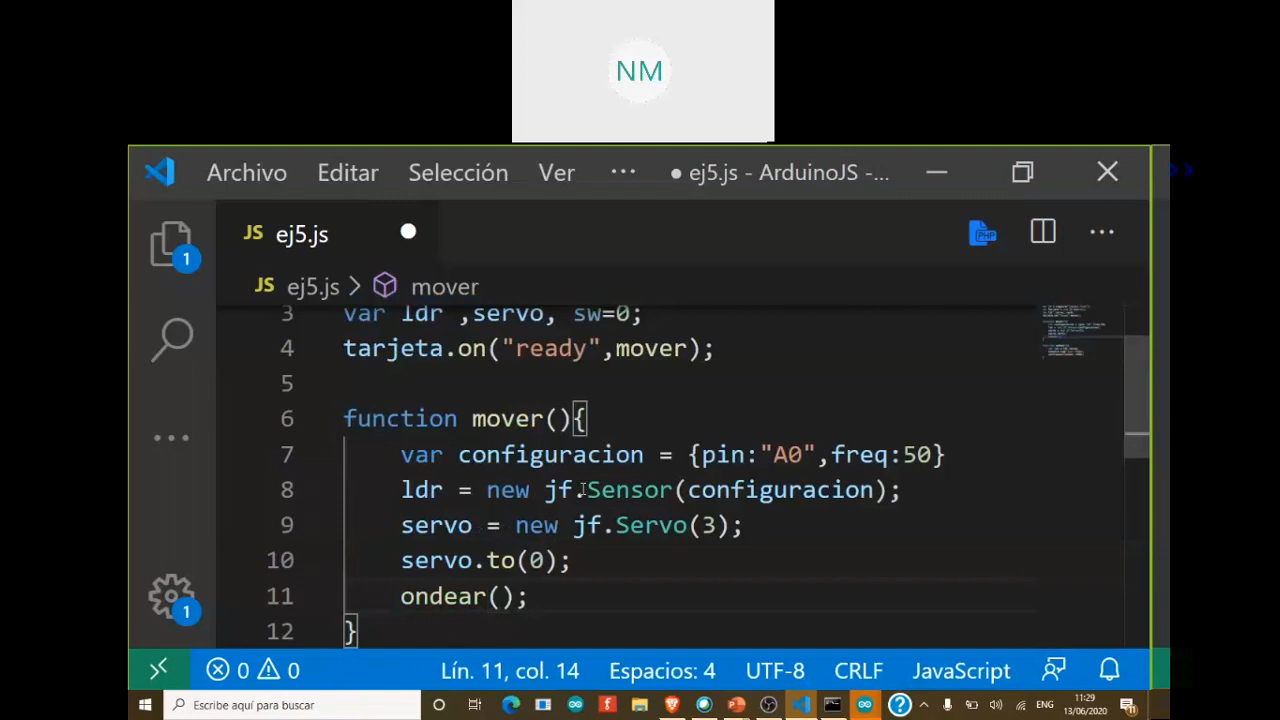 NM
Archivo Editar Selección Ver ··· ● ej5.js - ArduinoJS -...
>>
JS ej5.js
PHP
1
JS ej5.js > mover
3 var ldr ,servo, sw=0;
4 tarjeta.on("ready",mover);
5
6 function mover(){
7 var configuracion = {pin:"A0",freq:50}
8 ldr = new jf.Sensor(configuracion);
9 servo = new jf.Servo(3);
10 servo.to(0);
11 ondear();
12 }
1
0 0 Lín. 11, col. 14 Espacios: 4 UTF-8 CRLF JavaScript
Escribe aquí para buscar
ENG
11:29
13/06/2020